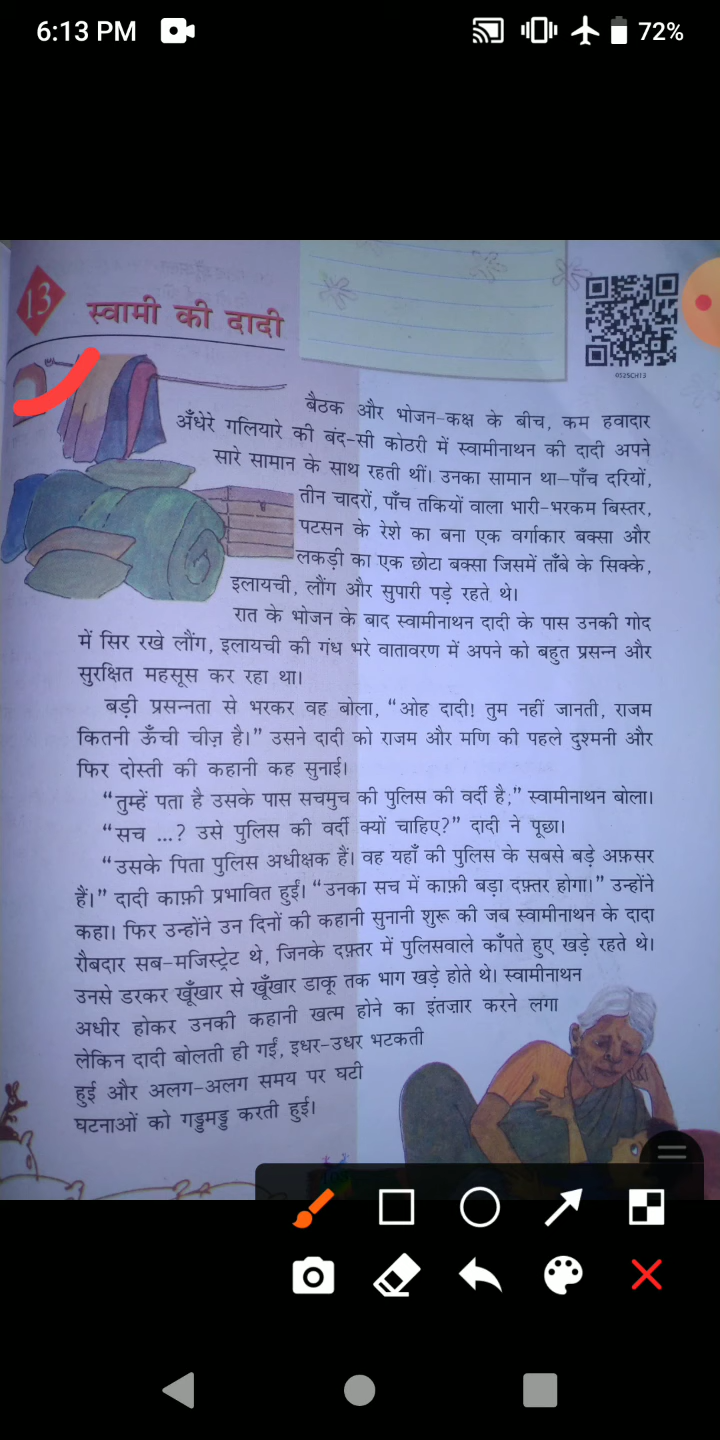 6:13 PM
72%
13
स्वामी की दादी
0125CH13
बैठक और भोजन-कक्ष के बीच, कम हवादार
अँधेरे गलियारे की बंद-सी कोठरी में स्वामीनाथन की दादी अपने
सारे सामान के साथ रहती थीं। उनका सामान था—पाँच दरियों,
तीन चादरों, पाँच तकियों वाला भारी-भरकम बिस्तर,
पटसन के रेशे का बना एक वर्गाकार बक्सा और
लकड़ी का एक छोटा बक्सा जिसमें ताँबे के सिक्के,
इलायची, लौंग और सुपारी पड़े रहते थे।
रात के भोजन के बाद स्वामीनाथन दादी के पास उनकी गोद
में सिर रखे लौंग, इलायची की गंध भरे वातावरण में अपने को बहुत प्रसन्न और
सुरक्षित महसूस कर रहा था।
बड़ी प्रसन्नता से भरकर वह बोला, “ओह दादी! तुम नहीं जानती, राजम
कितनी ऊँची चीज़ है।” उसने दादी को राजम और मणि की पहले दुश्मनी और
फिर दोस्ती की कहानी कह सुनाई।
“तुम्हें पता है उसके पास सचमुच की पुलिस की वर्दी है;” स्वामीनाथन बोला।
“सच ...? उसे पुलिस की वर्दी क्यों चाहिए?” दादी ने पूछा।
“उसके पिता पुलिस अधीक्षक हैं। वह यहाँ की पुलिस के सबसे बड़े अफ़सर
हैं।” दादी काफ़ी प्रभावित हुईं। “उनका सच में काफ़ी बड़ा दफ़्तर होगा।” उन्होंने
कहा। फिर उन्होंने उन दिनों की कहानी सुनानी शुरू की जब स्वामीनाथन के दादा
रौबदार सब-मजिस्ट्रेट थे, जिनके दफ़्तर में पुलिसवाले काँपते हुए खड़े रहते थे।
उनसे डरकर खूँखार से खूँखार डाकू तक भाग खड़े होते थे। स्वामीनाथन
अधीर होकर उनकी कहानी खत्म होने का इंतज़ार करने लगा
लेकिन दादी बोलती ही गईं, इधर-उधर भटकती
हुई और अलग-अलग समय पर घटी
घटनाओं को गड्डमड्ड करती हुई।